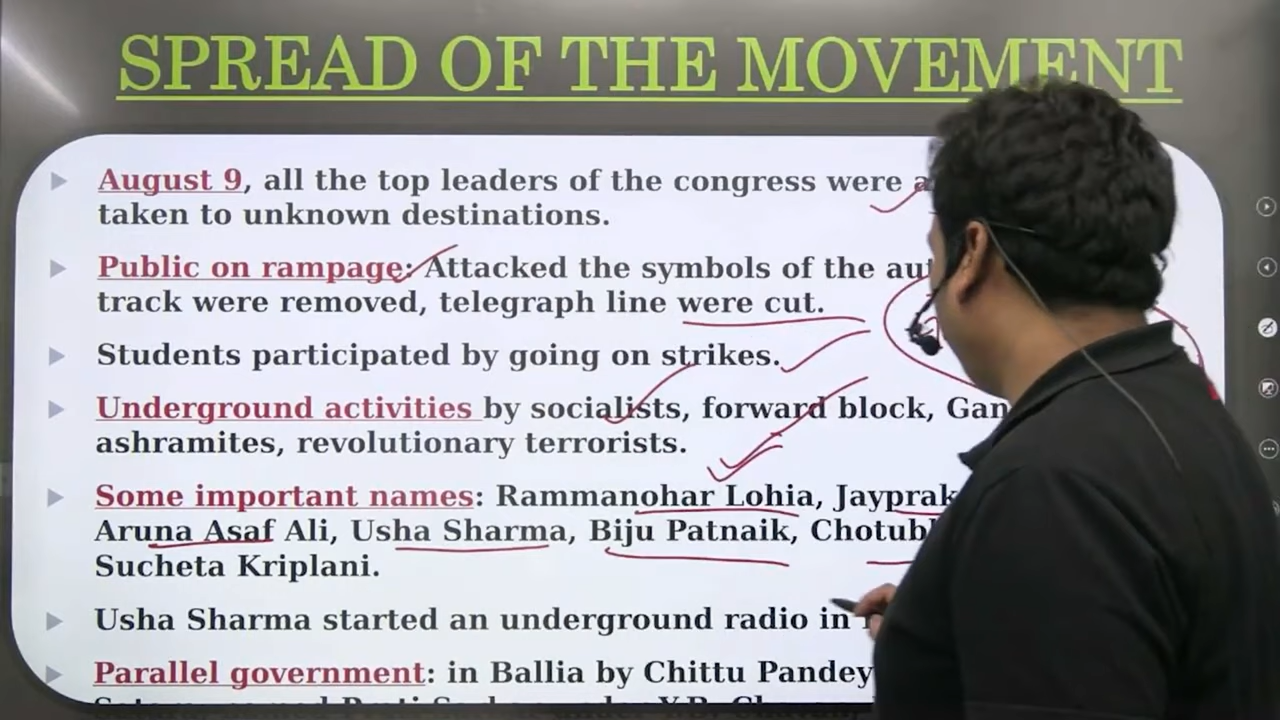 SPREAD OF THE MOVEMENT
August 9, all the top leaders of the congress were
taken to unknown destinations.
Public on rampage: Attacked the symbols of the
track were removed, telegraph line were cut.
Students participated by going on strikes.
Underground activities by socialists, forward block,
ashramites, revolutionary terrorists.
Some important names: Rammanohar Lohia,
Aruna Asaf Ali, Usha Sharma, Biju Patnaik,
Sucheta Kriplani.
Usha Sharma started an underground radio in
Parallel government: in Ballia by Chittu Pandey